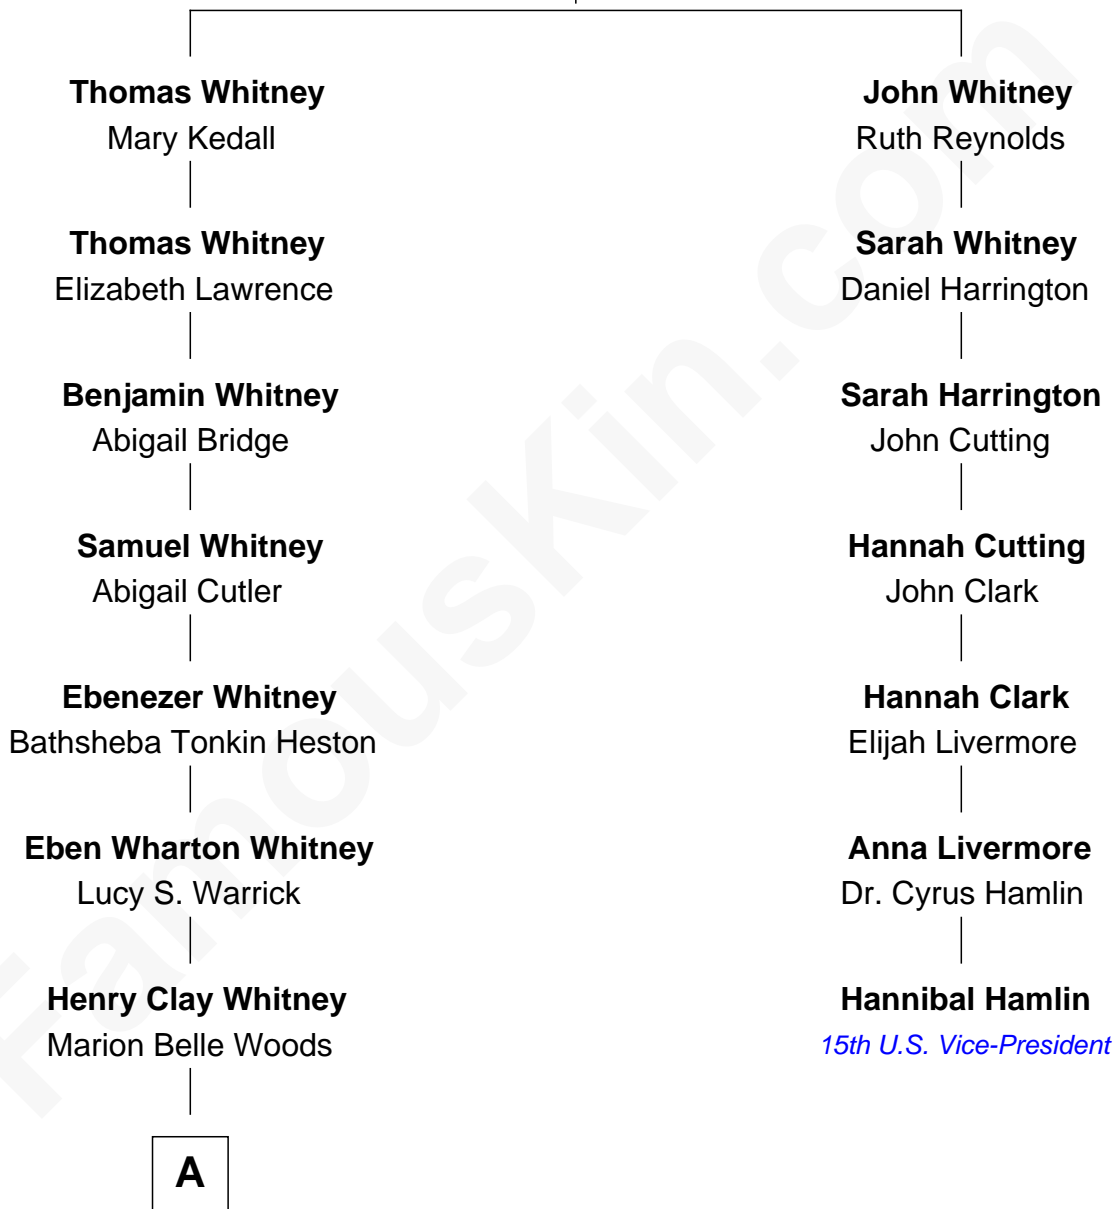 Thomas Whitney
Mary Kedall
Thomas Whitney
Elizabeth Lawrence
Benjamin Whitney
Abigail Bridge
Samuel Whitney
Abigail Cutler
Ebenezer Whitney
Bathsheba Tonkin Heston
Eben Wharton Whitney
Lucy S. Warrick
Henry Clay Whitney
Marion Belle Woods
A
John Whitney
Ruth Reynolds
Sarah Whitney
Daniel Harrington
Sarah Harrington
John Cutting
Hannah Cutting
John Clark
Hannah Clark
Elijah Livermore
Anna Livermore
Dr. Cyrus Hamlin
Hannibal Hamlin
15th U.S. Vice-President
FamousKin.com